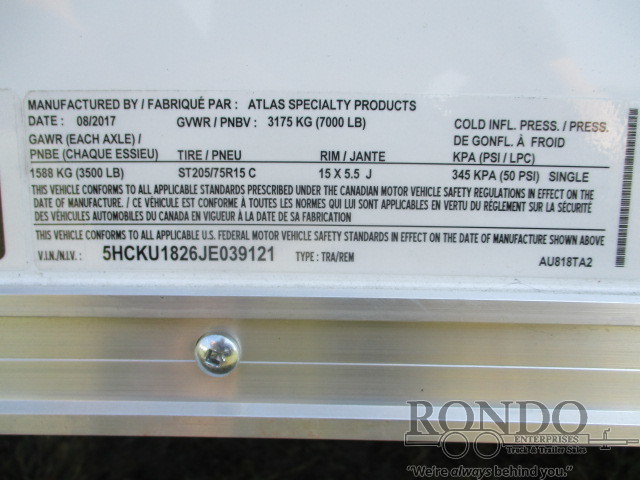 MANUFACTURED BY / FABRIQUÉ PAR : ATLAS SPECIALTY PRODUCTS
DATE : 08/2017 GVWR / PNBV : 3175 KG (7000 LB) COLD INFL. PRESS. / PRESS.
GAWR (EACH AXLE) / DE GONFL. À FROID
PNBE (CHAQUE ESSIEU) TIRE / PNEU RIM / JANTE KPA (PSI / LPC)
1588 KG (3500 LB) ST205/75R15 C 15 X 5.5 J 345 KPA (50 PSI) SINGLE
THIS VEHICLE CONFORMS TO ALL APPLICABLE STANDARDS PRESCRIBED UNDER THE CANADIAN MOTOR VEHICLE SAFETY REGULATIONS IN EFFECT ON THE
DATE OF MANUFACTURE. / CE VÉHICULE EST CONFORME À TOUTES LES NORMES QUI LUI SONT APPLICABLES EN VERTU DU RÉGLEMENT SUR LA SÉCURITÉ
DES VÉHICULES AUTOMOBILES DU CANADA EN VIGUEUR À LA DATE DE SA FABRICATION
THIS VEHICLE CONFORMS TO ALL APPLICABLE U.S. FEDERAL MOTOR VEHICLE SAFETY STANDARDS IN EFFECT ON THE DATE OF MANUFACTURE SHOWN ABOVE.
V.I.N./N.I.V.: 5HCKU1826JE039121 TYPE : TRA/REM AU818TA2
RONDO
ENTERPRISES
Truck & Trailer Sales
"We're always behind you."